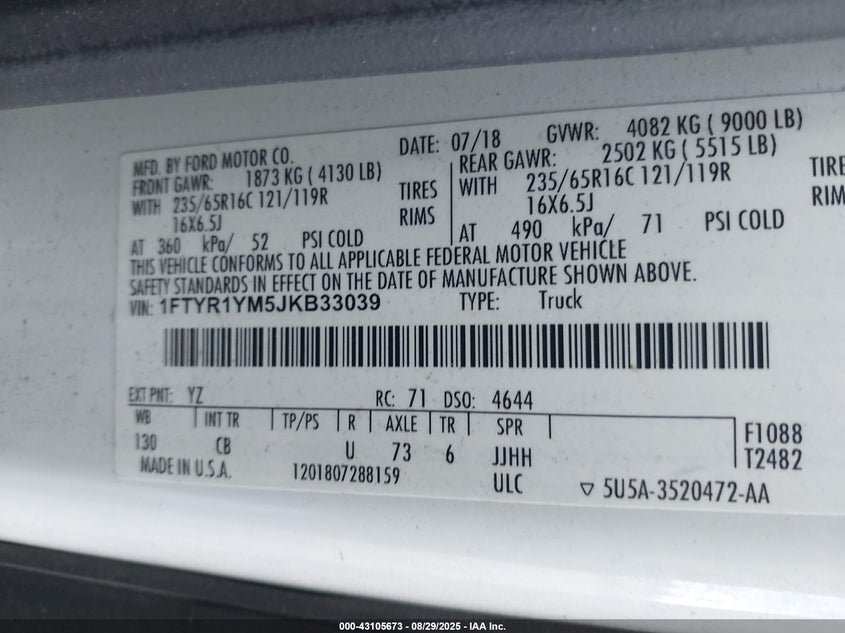 MFD. BY FORD MOTOR CO. DATE: 07/18 GVWR: 4082 KG ( 9000 LB)
FRONT GAWR: 1873 KG ( 4130 LB) REAR GAWR: 2502 KG ( 5515 LB)
WITH 235/65R16C 121/119R TIRES WITH 235/65R16C 121/119R TIRES
16X6.5J RIMS 16X6.5J RIM
AT 360 kPa/ 52 PSI COLD AT 490 kPa/ 71 PSI COLD
THIS VEHICLE CONFORMS TO ALL APPLICABLE FEDERAL MOTOR VEHICLE
SAFETY STANDARDS IN EFFECT ON THE DATE OF MANUFACTURE SHOWN ABOVE.
VIN: 1FTYR1YM5JKB33039 TYPE: Truck
EXT PNT: YZ RC: 71 DSO: 4644
WB INT TR TP/PS R AXLE TR SPR F1088
130 CB U 73 6 JJHH T2482
MADE IN U.S.A. 1201807288159 ULC ▽ 5U5A-3520472-AA
000-43105673 - 08/29/2025 - IAA Inc.